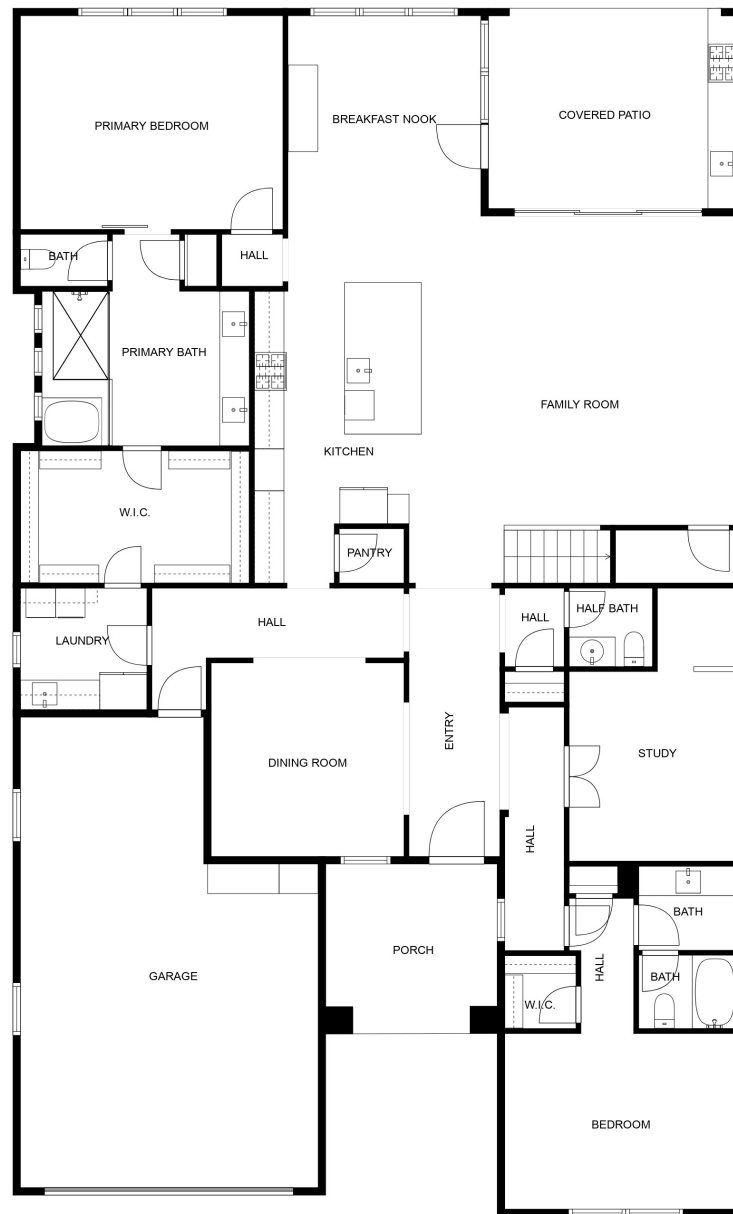 PRIMARY BEDROOM
BREAKFAST NOOK
COVERED PATIO
BATH
HALL
PRIMARY BATH
FAMILY ROOM
KITCHEN
W.I.C.
PANTRY
HALL
HALL
HALF BATH
LAUNDRY
ENTRY
DINING ROOM
STUDY
HALL
BATH
PORCH
HALL
BATH
GARAGE
W.I.C.
BEDROOM